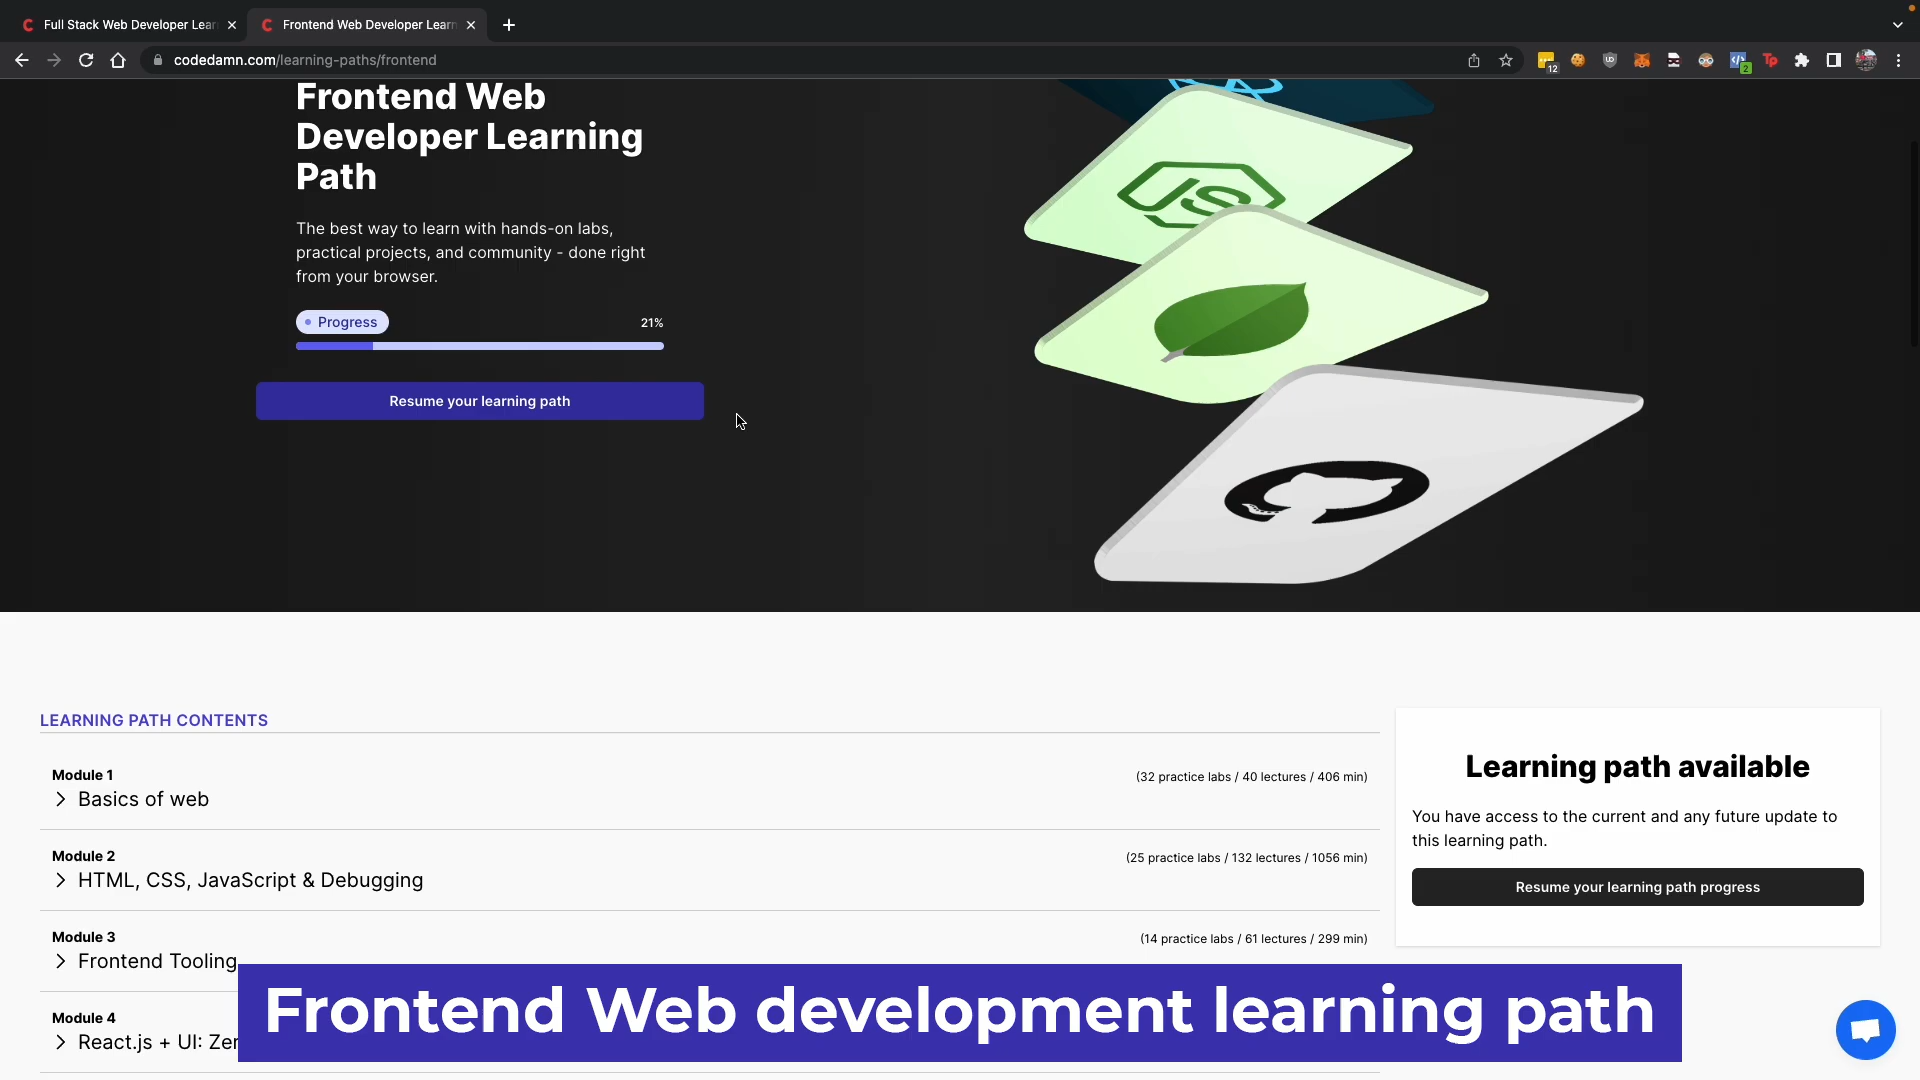 Full Stack Web Developer Lear
Frontend Web Developer Learn
codedamn.com/learning-paths/frontend
12
2
Frontend Web
Developer Learning
Path
The best way to learn with hands-on labs,
practical projects, and community - done right
from your browser.
Progress
21%
Resume your learning path
JS
LEARNING PATH CONTENTS
Module 1
(32 practice labs / 40 lectures / 406 min)
Basics of web
Module 2
(25 practice labs / 132 lectures / 1056 min)
HTML, CSS, JavaScript & Debugging
Module 3
(14 practice labs / 61 lectures / 299 min)
Frontend Tooling
Module 4
React.js + UI: Zer
Learning path available
You have access to the current and any future update to
this learning path.
Resume your learning path progress
Frontend Web development learning path